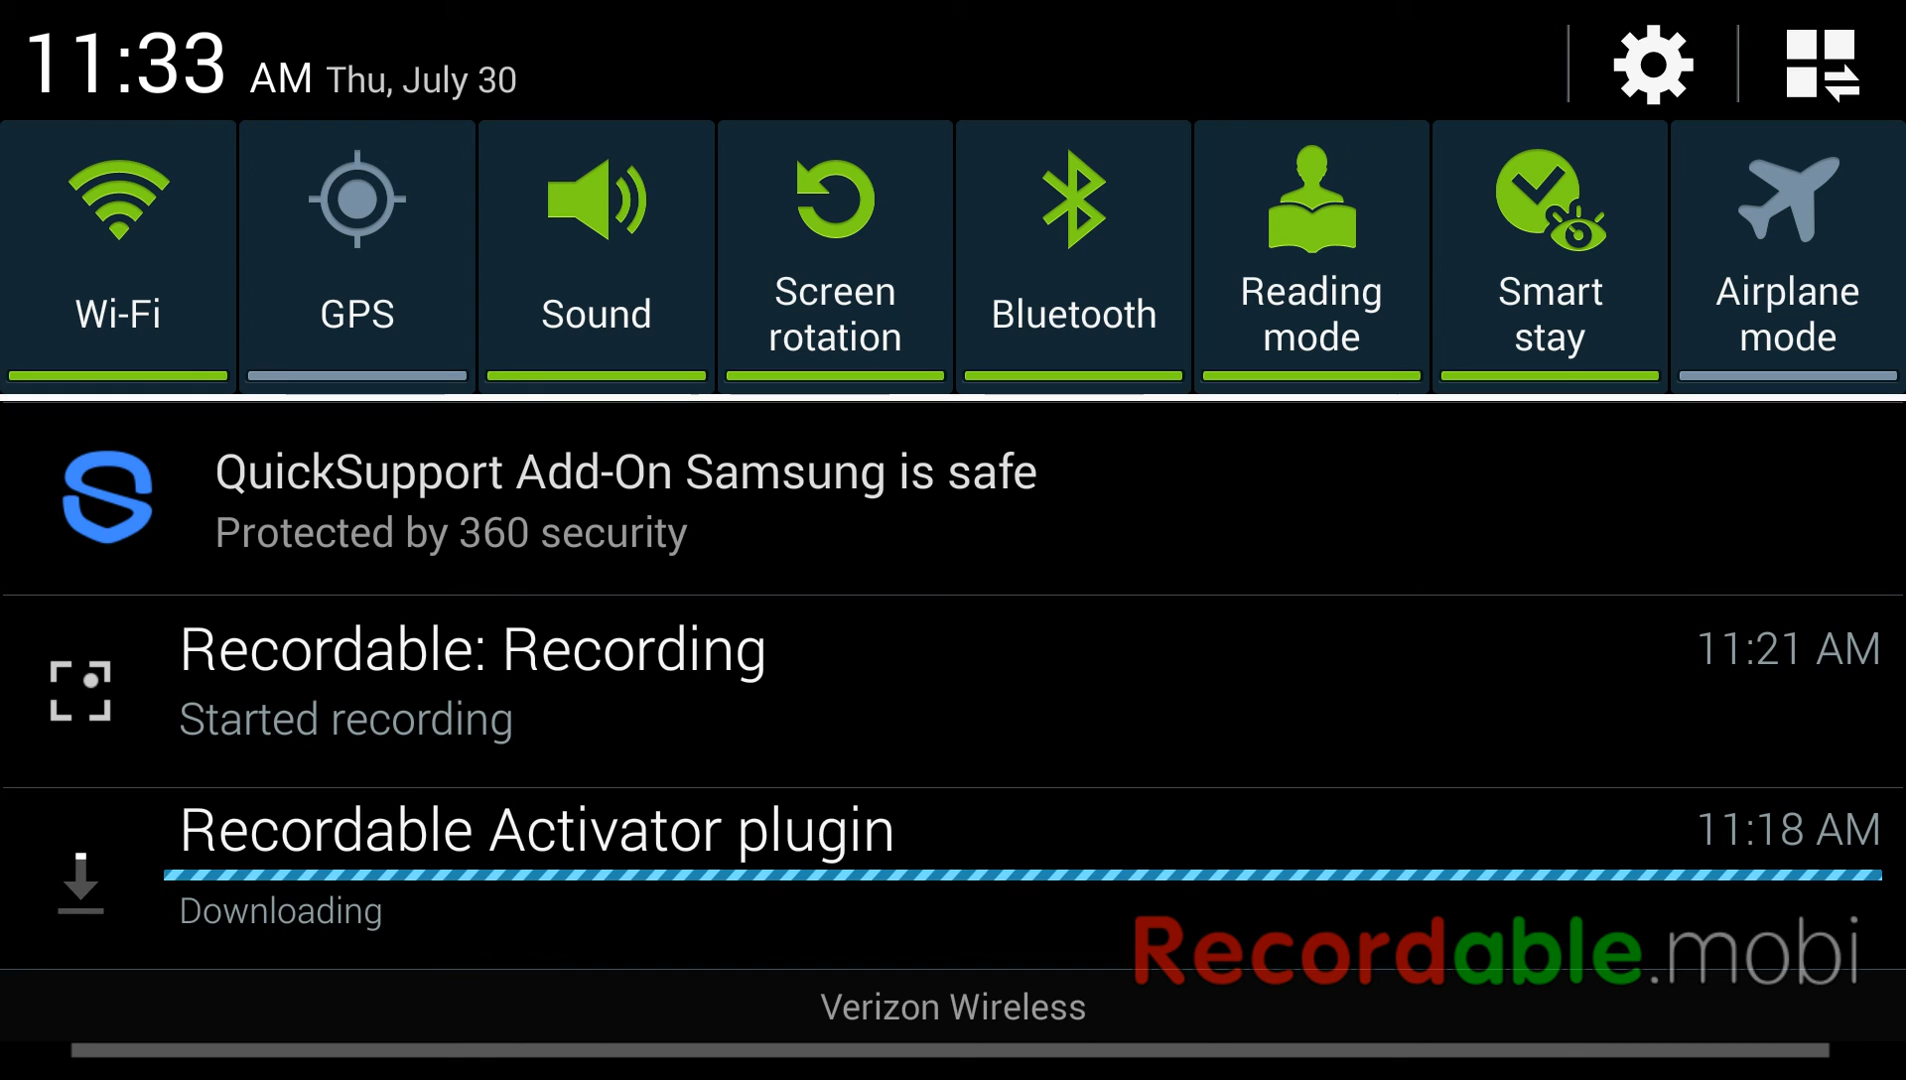 11:33 AM Thu, July 30
Wi-Fi
GPS
Sound
Screen
rotation
Bluetooth
Reading
mode
Smart
stay
Airplane
mode
QuickSupport Add-On Samsung is safe
Protected by 360 security
Recordable: Recording
11:21 AM
Started recording
Recordable Activator plugin
11:18 AM
Downloading
Recordable.mobi
Verizon Wireless